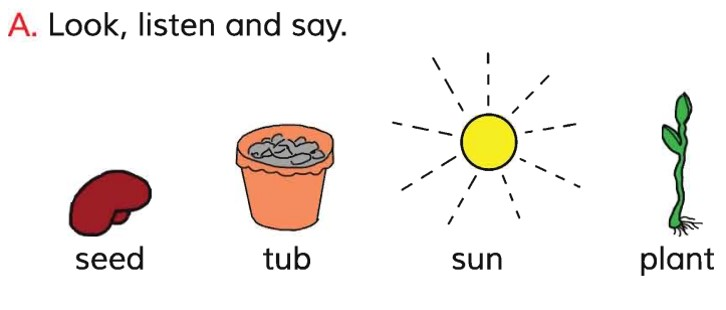 A. Look, listen and say.
seed tub sun plant